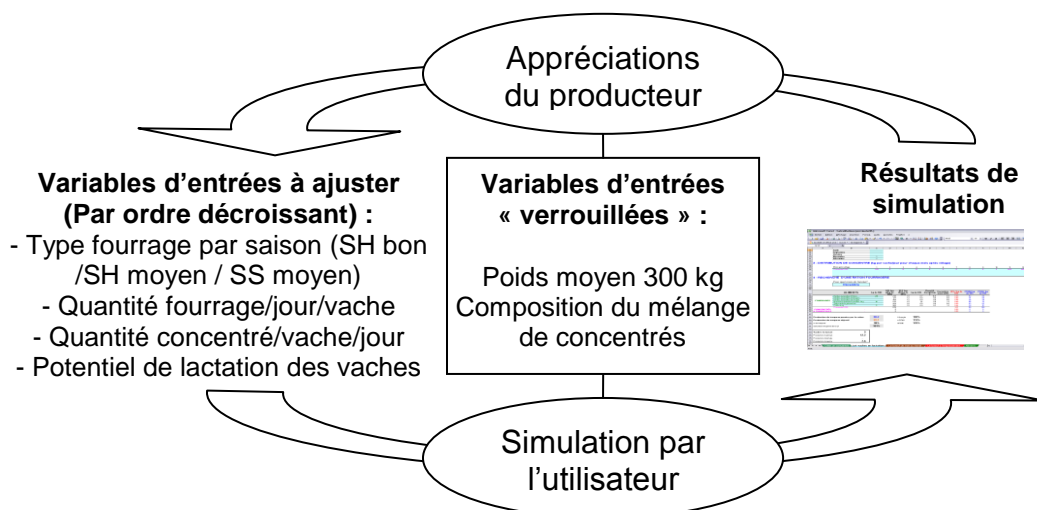 Appréciations
du producteur
Variables d’entrées à ajuster
(Par ordre décroissant) :
- Type fourrage par saison (SH bon
/SH moyen / SS moyen)
- Quantité fourrage/jour/vache
- Quantité concentré/vache/jour
- Potentiel de lactation des vaches
Variables d’entrées
« verrouillées » :
Poids moyen 300 kg
Composition du mélange
de concentrés
Résultats de
simulation
Simulation par
l’utilisateur